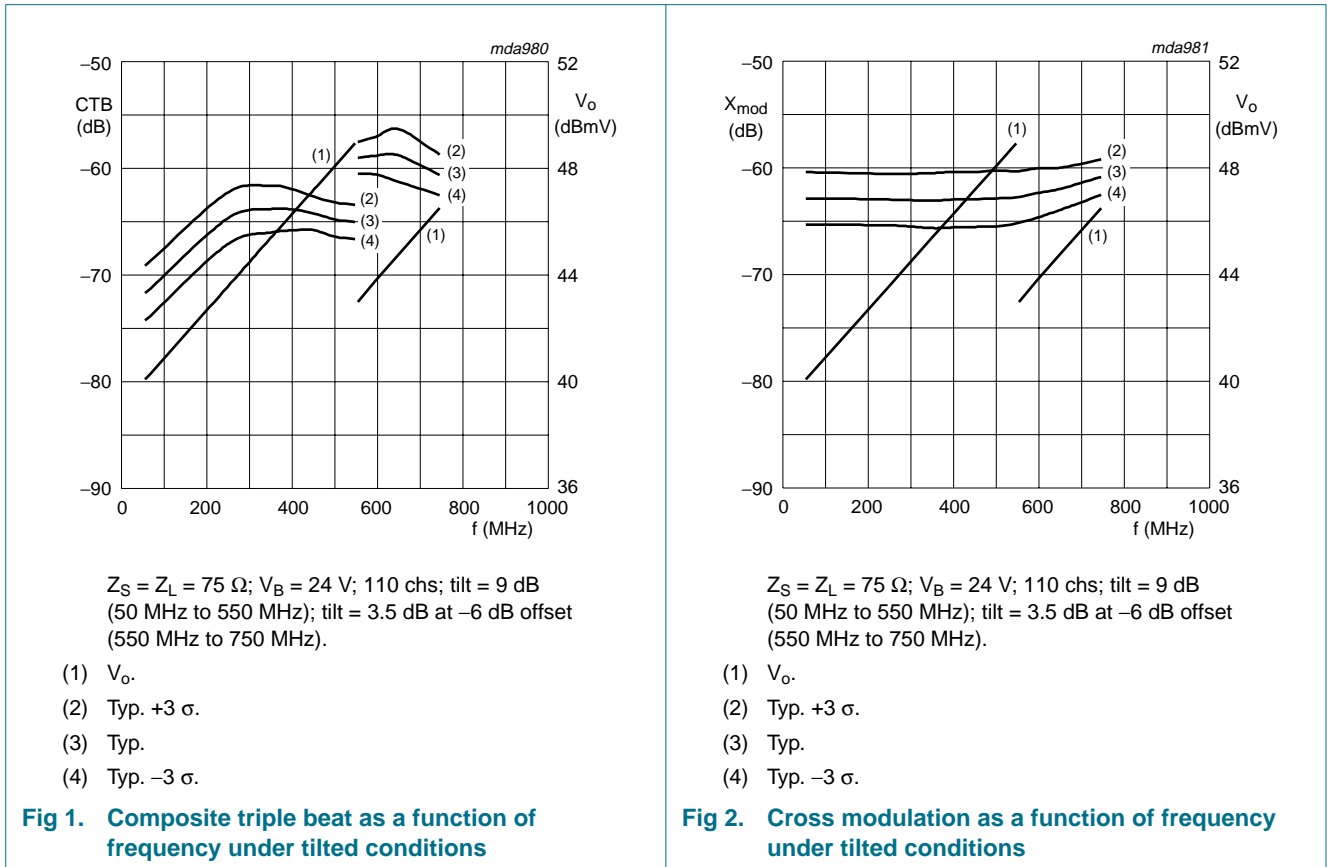 mda980
−50
52
CTB
(dB)
Vo
(dBmV)
(1)
(2)
(3)
(4)
−60
48
(2)
(3)
(4)
(1)
−70
44
−80
40
−90
36
0
200
400
600
800
1000
f (MHz)
ZS = ZL = 75 Ω; VB = 24 V; 110 chs; tilt = 9 dB
(50 MHz to 550 MHz); tilt = 3.5 dB at −6 dB offset
(550 MHz to 750 MHz).
(1) Vo.
(2) Typ. +3 σ.
(3) Typ.
(4) Typ. −3 σ.
Fig 1. Composite triple beat as a function of
frequency under tilted conditions
mda981
−50
52
Xmod
(dB)
Vo
(dBmV)
(1)
(2)
(3)
(4)
(1)
−60
48
−70
44
−80
40
−90
36
0
200
400
600
800
1000
f (MHz)
ZS = ZL = 75 Ω; VB = 24 V; 110 chs; tilt = 9 dB
(50 MHz to 550 MHz); tilt = 3.5 dB at −6 dB offset
(550 MHz to 750 MHz).
(1) Vo.
(2) Typ. +3 σ.
(3) Typ.
(4) Typ. −3 σ.
Fig 2. Cross modulation as a function of frequency
under tilted conditions